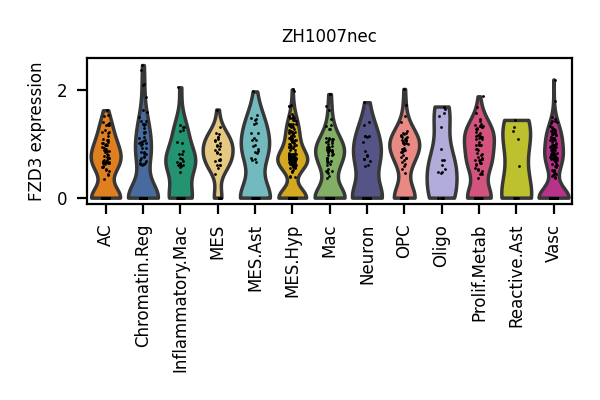 ZH1007nec
FZD3 expression
2
0
AC
Chromatin.Reg
Inflammatory.Mac
MES
MES.Ast
MES.Hyp
Mac
Neuron
OPC
Oligo
Prolif.Metab
Reactive.Ast
Vasc